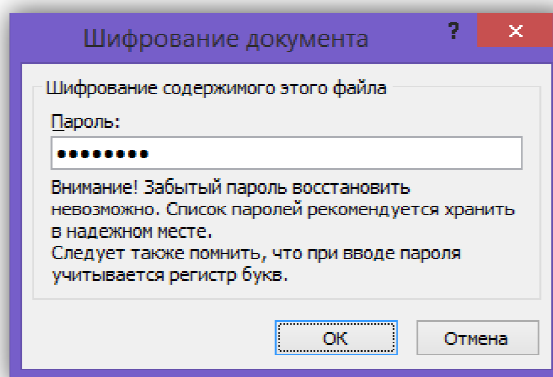 Шифрование документа ? ×
Шифрование содержимого этого файла
Пароль:
●●●●●●●●
Внимание! Забытый пароль восстановить
невозможно. Список паролей рекомендуется хранить
в надежном месте.
Следует также помнить, что при вводе пароля
учитывается регистр букв.
ОК Отмена